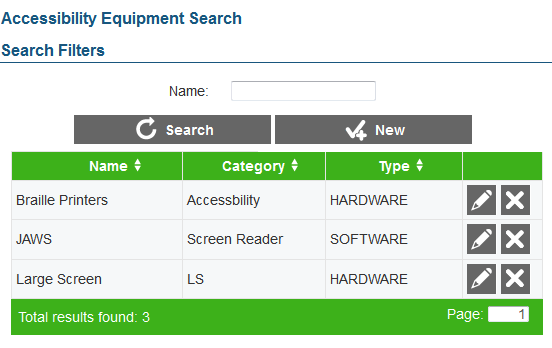 Accessibility Equipment Search
Search Filters
Name:
Search New
Name Category Type
Braille Printers Accessbility HARDWARE
JAWS Screen Reader SOFTWARE
Large Screen LS HARDWARE
Total results found: 3 Page: 1